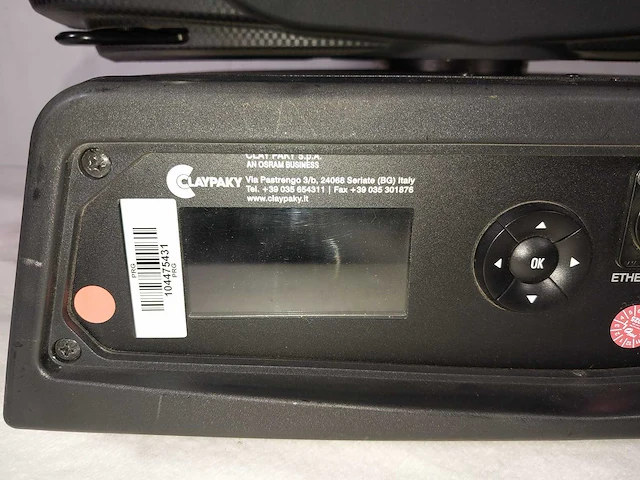 CLAY PAKY S.p.A.
AN OSRAM BUSINESS
CLAYPAKY
Via Pastrengo 3/b, 24068 Seriate (BG) Italy
Tel. +39 035 654311 | Fax +39 035 301876
www.claypaky.it
PRG
104475431
PRG
OK